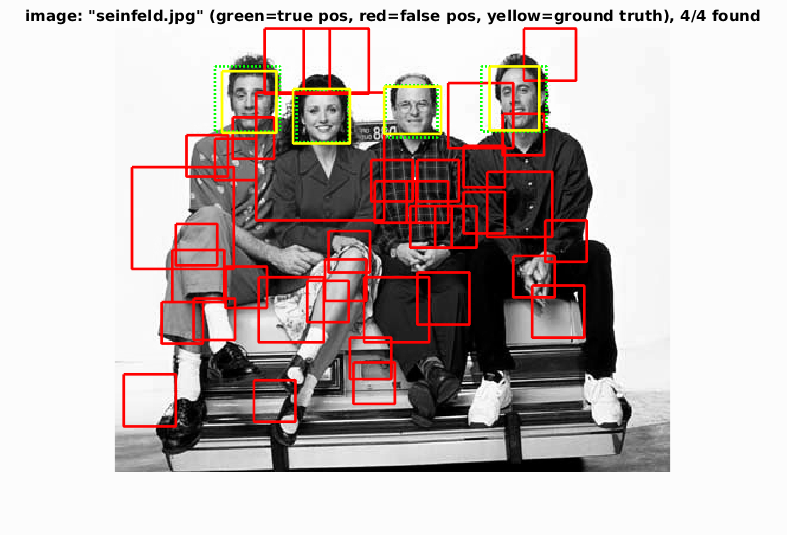 image: "seinfeld.jpg" (green=true pos, red=false pos, yellow=ground truth), 4/4 found